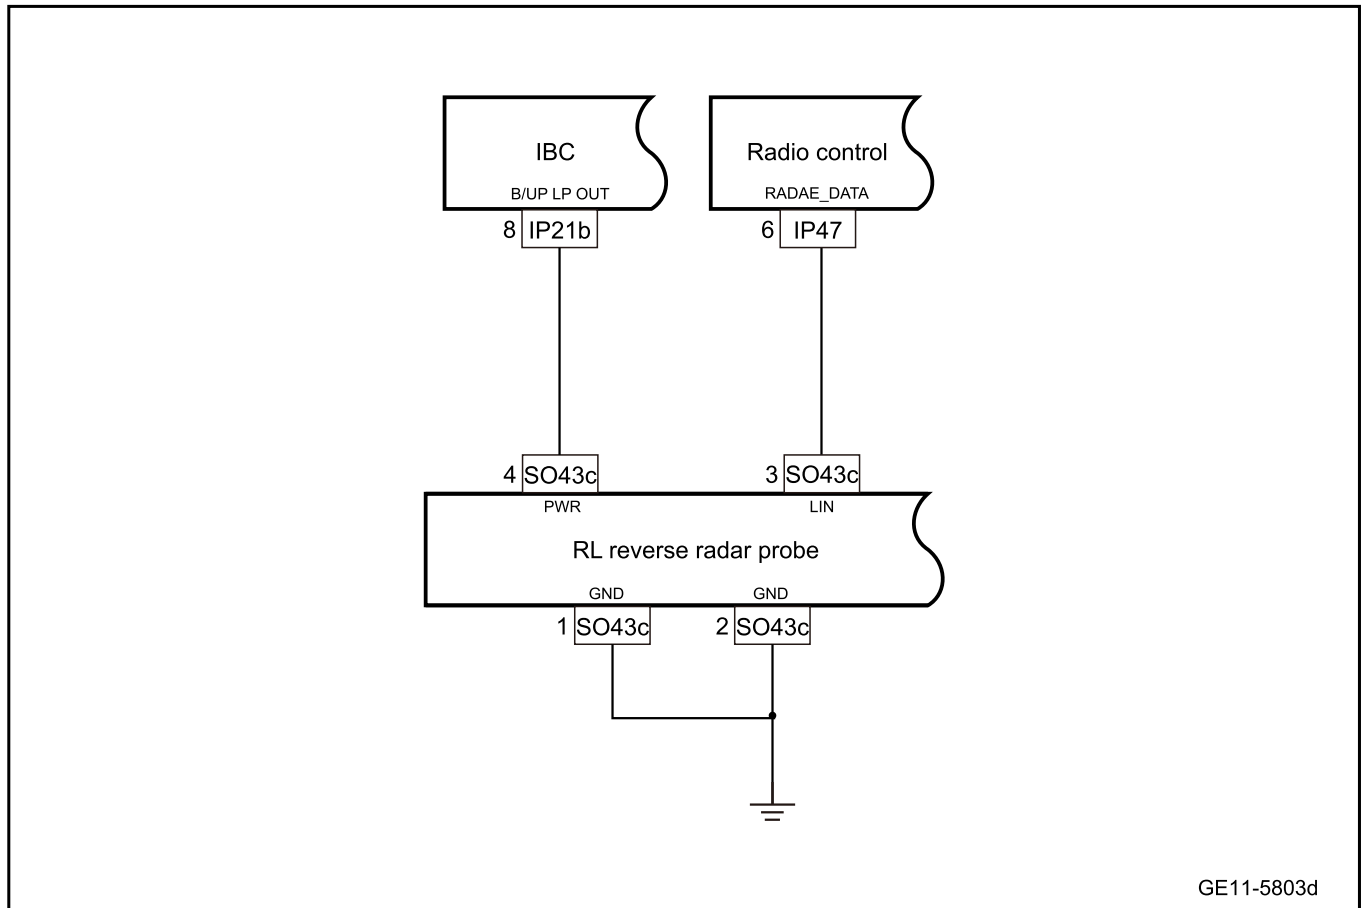 IBC
Radio control
B/UP LP OUT
RADAE_DATA
8 IP21b
6 IP47
4 SO43c
3 SO43c
PWR
LIN
RL reverse radar probe
GND
GND
1 SO43c
2 SO43c
GE11-5803d